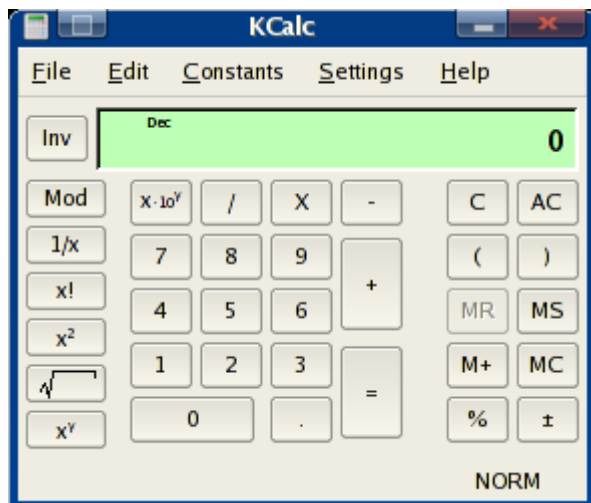 KCalc
File Edit Constants Settings Help
Inv Dec 0
Mod X·10ʸ / X - C AC
1/x 7 8 9 + ( )
x! 4 5 6 MR MS
x²
1 2 3 = M+ MC
√
0 . % ±
xʸ
NORM